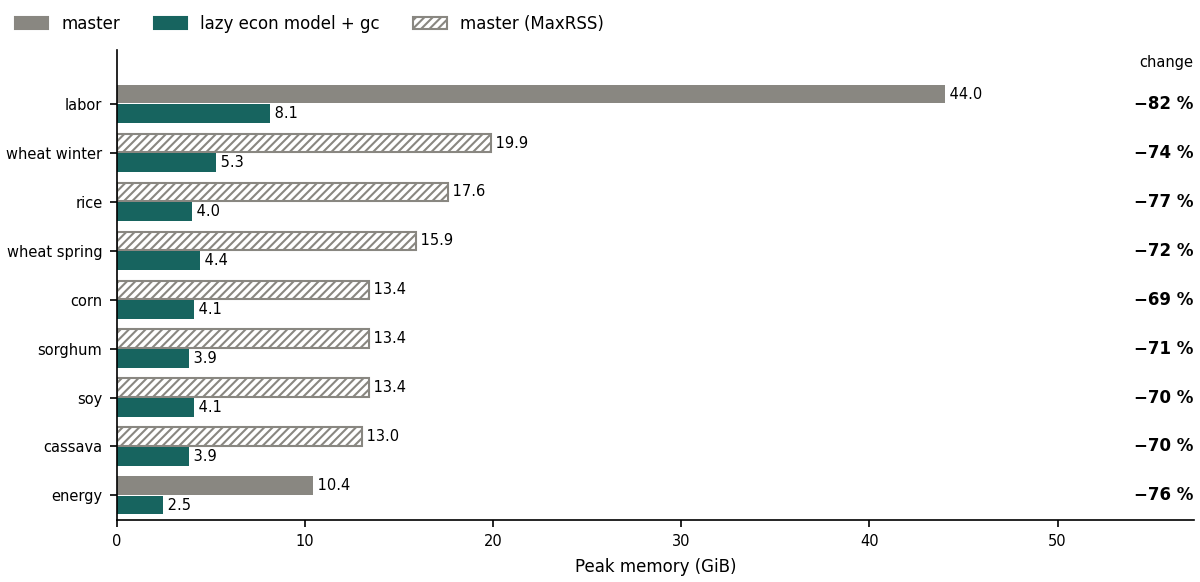 master lazy econ model + gc master (MaxRSS)
change
labor 44.0 8.1 −82 %
wheat winter 19.9 5.3 −74 %
rice 17.6 4.0 −77 %
wheat spring 15.9 4.4 −72 %
corn 13.4 4.1 −69 %
sorghum 13.4 3.9 −71 %
soy 13.4 4.1 −70 %
cassava 13.0 3.9 −70 %
energy 10.4 2.5 −76 %
0 10 20 30 40 50
Peak memory (GiB)